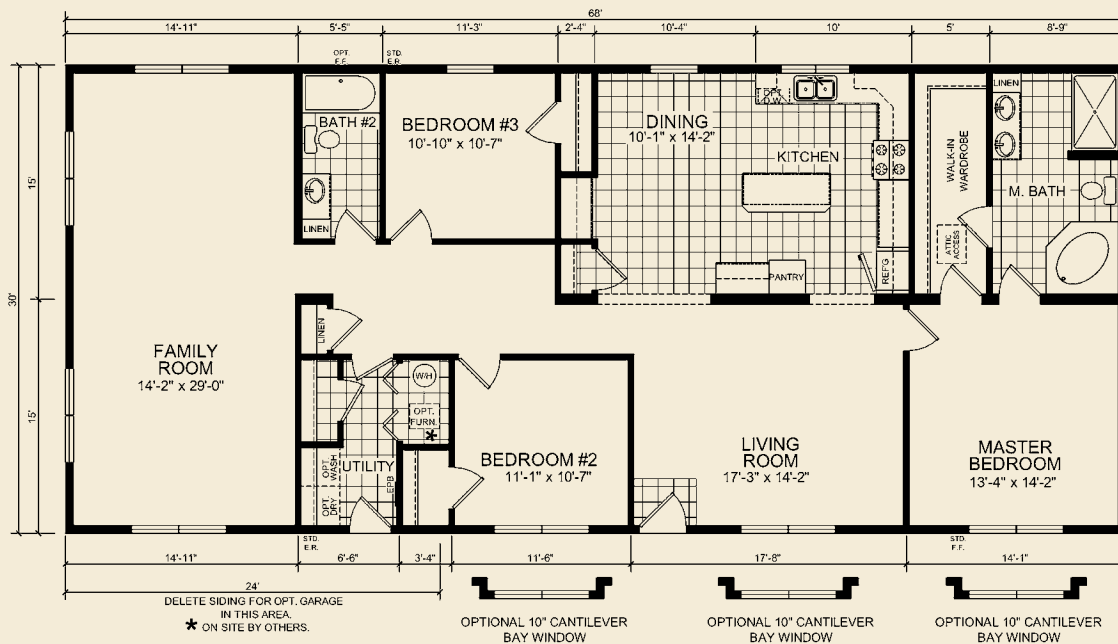 68'
14'-11"
5'-5"
11'-3"
2'-4"
10'-4"
10'
5'
8'-9"
OPT.
F.F.
STD.
E.R.
LINEN
OPT.
D.W.
BATH #2
BEDROOM #3
10'-10" x 10'-7"
DINING
10'-1" x 14'-2"
KITCHEN
WALK-IN
WARDROBE
M. BATH
15'
LINEN
ATTIC
ACCESS
PANTRY
REF'G
30'
LINEN
FAMILY
ROOM
14'-2" x 29'-0"
W/H
OPT.
FURN.
*
15'
OPT.
WASH
OPT.
DRY
UTILITY
EPB
BEDROOM #2
11'-1" x 10'-7"
LIVING
ROOM
17'-3" x 14'-2"
MASTER
BEDROOM
13'-4" x 14'-2"
STD.
E.R.
STD.
F.F.
14'-11"
6'-6"
3'-4"
11'-6"
17'-8"
14'-1"
24'
DELETE SIDING FOR OPT. GARAGE
IN THIS AREA.
* ON SITE BY OTHERS.
OPTIONAL 10" CANTILEVER
BAY WINDOW
OPTIONAL 10" CANTILEVER
BAY WINDOW
OPTIONAL 10" CANTILEVER
BAY WINDOW